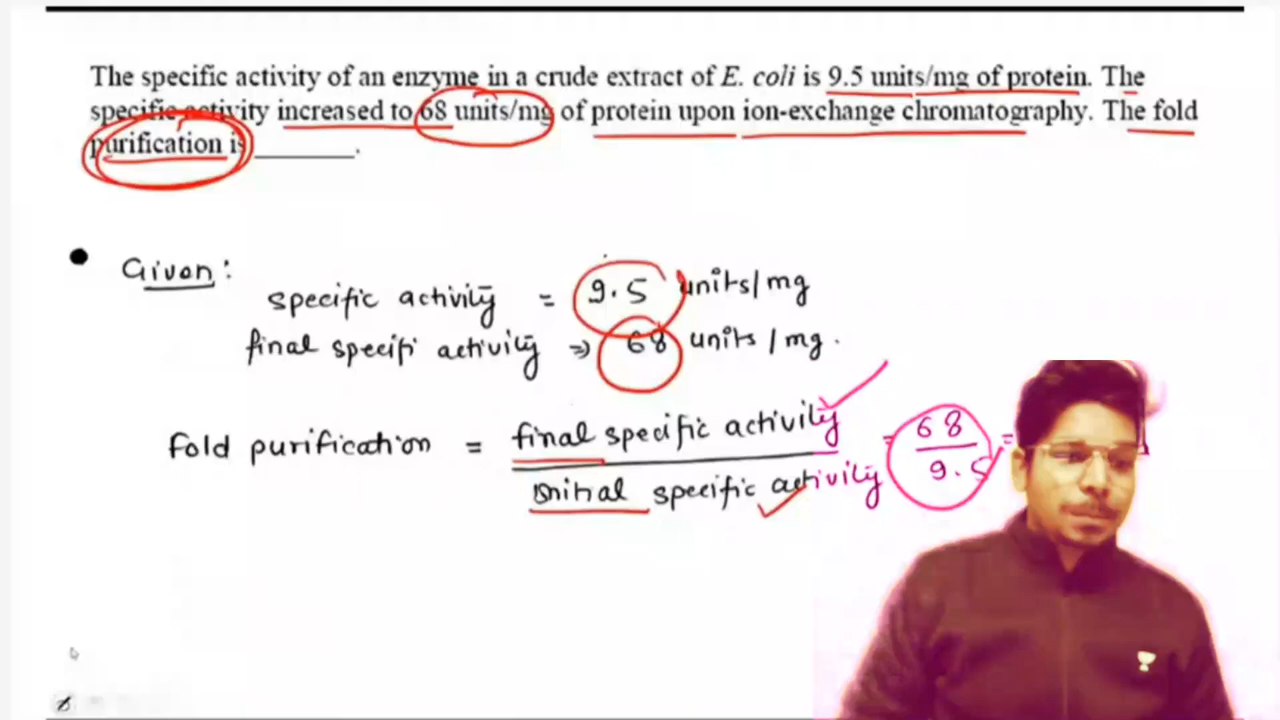 The specific activity of an enzyme in a crude extract of E. coli is 9.5 units/mg of protein. The
specific activity increased to 68 units/mg of protein upon ion-exchange chromatography. The fold
purification is ________.
Given:
specific activity = 9.5 units/mg
final specifi activity ⇒ 68 units/mg.
fold purification = final specific activity = 68 =
Initial specific activity 9.5